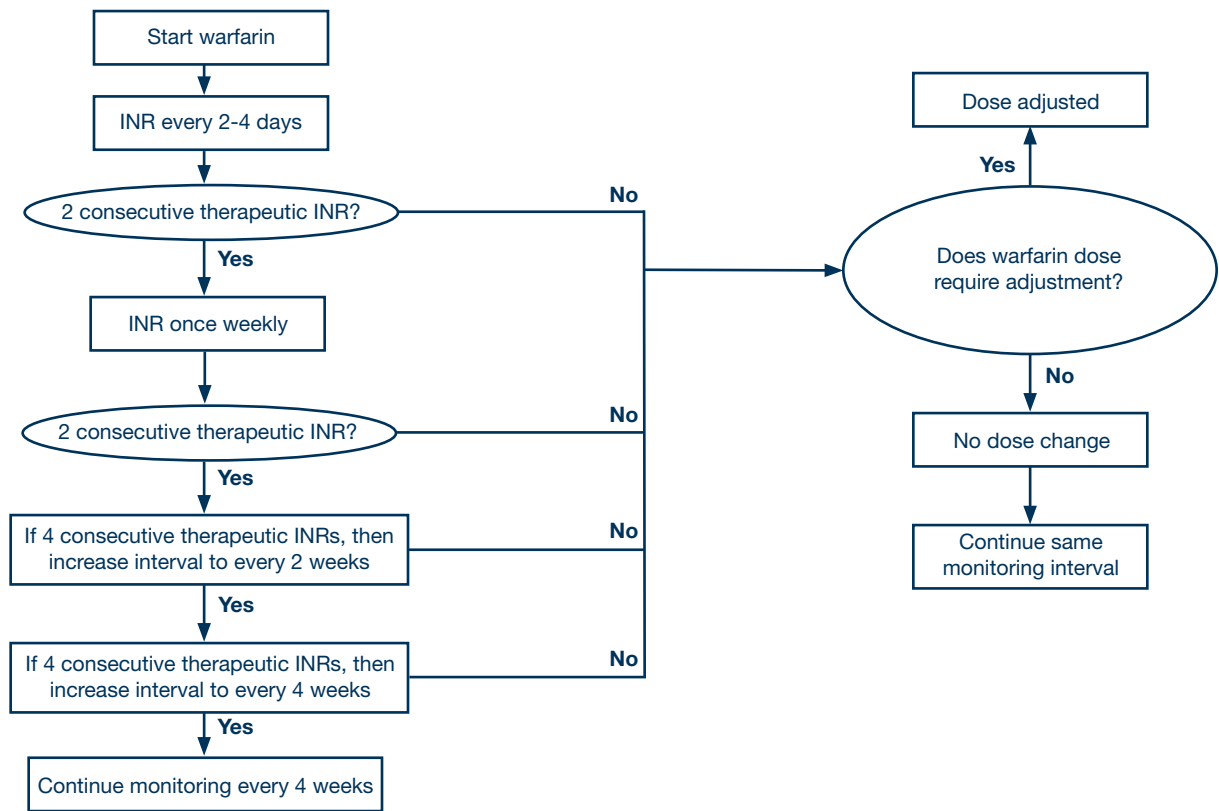 Start warfarin
INR every 2-4 days
2 consecutive therapeutic INR?
No
Yes
INR once weekly
2 consecutive therapeutic INR?
No
Yes
If 4 consecutive therapeutic INRs, then
increase interval to every 2 weeks
No
Yes
If 4 consecutive therapeutic INRs, then
increase interval to every 4 weeks
No
Yes
Continue monitoring every 4 weeks
Dose adjusted
Yes
Does warfarin dose
require adjustment?
No
No dose change
Continue same
monitoring interval